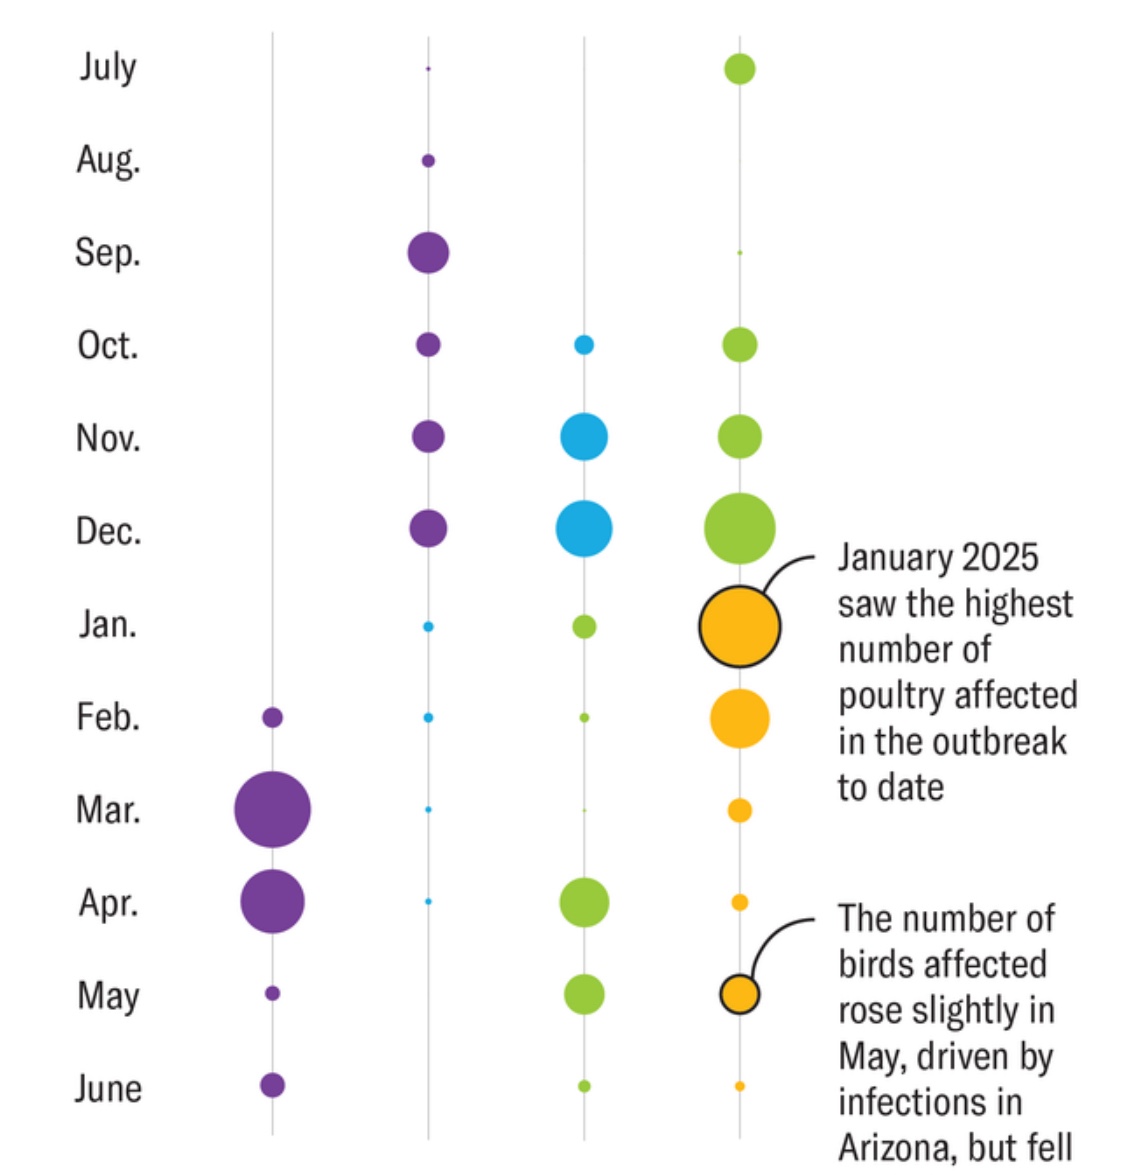 July
Aug.
Sep.
Oct.
Nov.
Dec.
Jan.
Feb.
Mar.
Apr.
May
June
January 2025
saw the highest
number of
poultry affected
in the outbreak
to date
The number of
birds affected
rose slightly in
May, driven by
infections in
Arizona, but fell